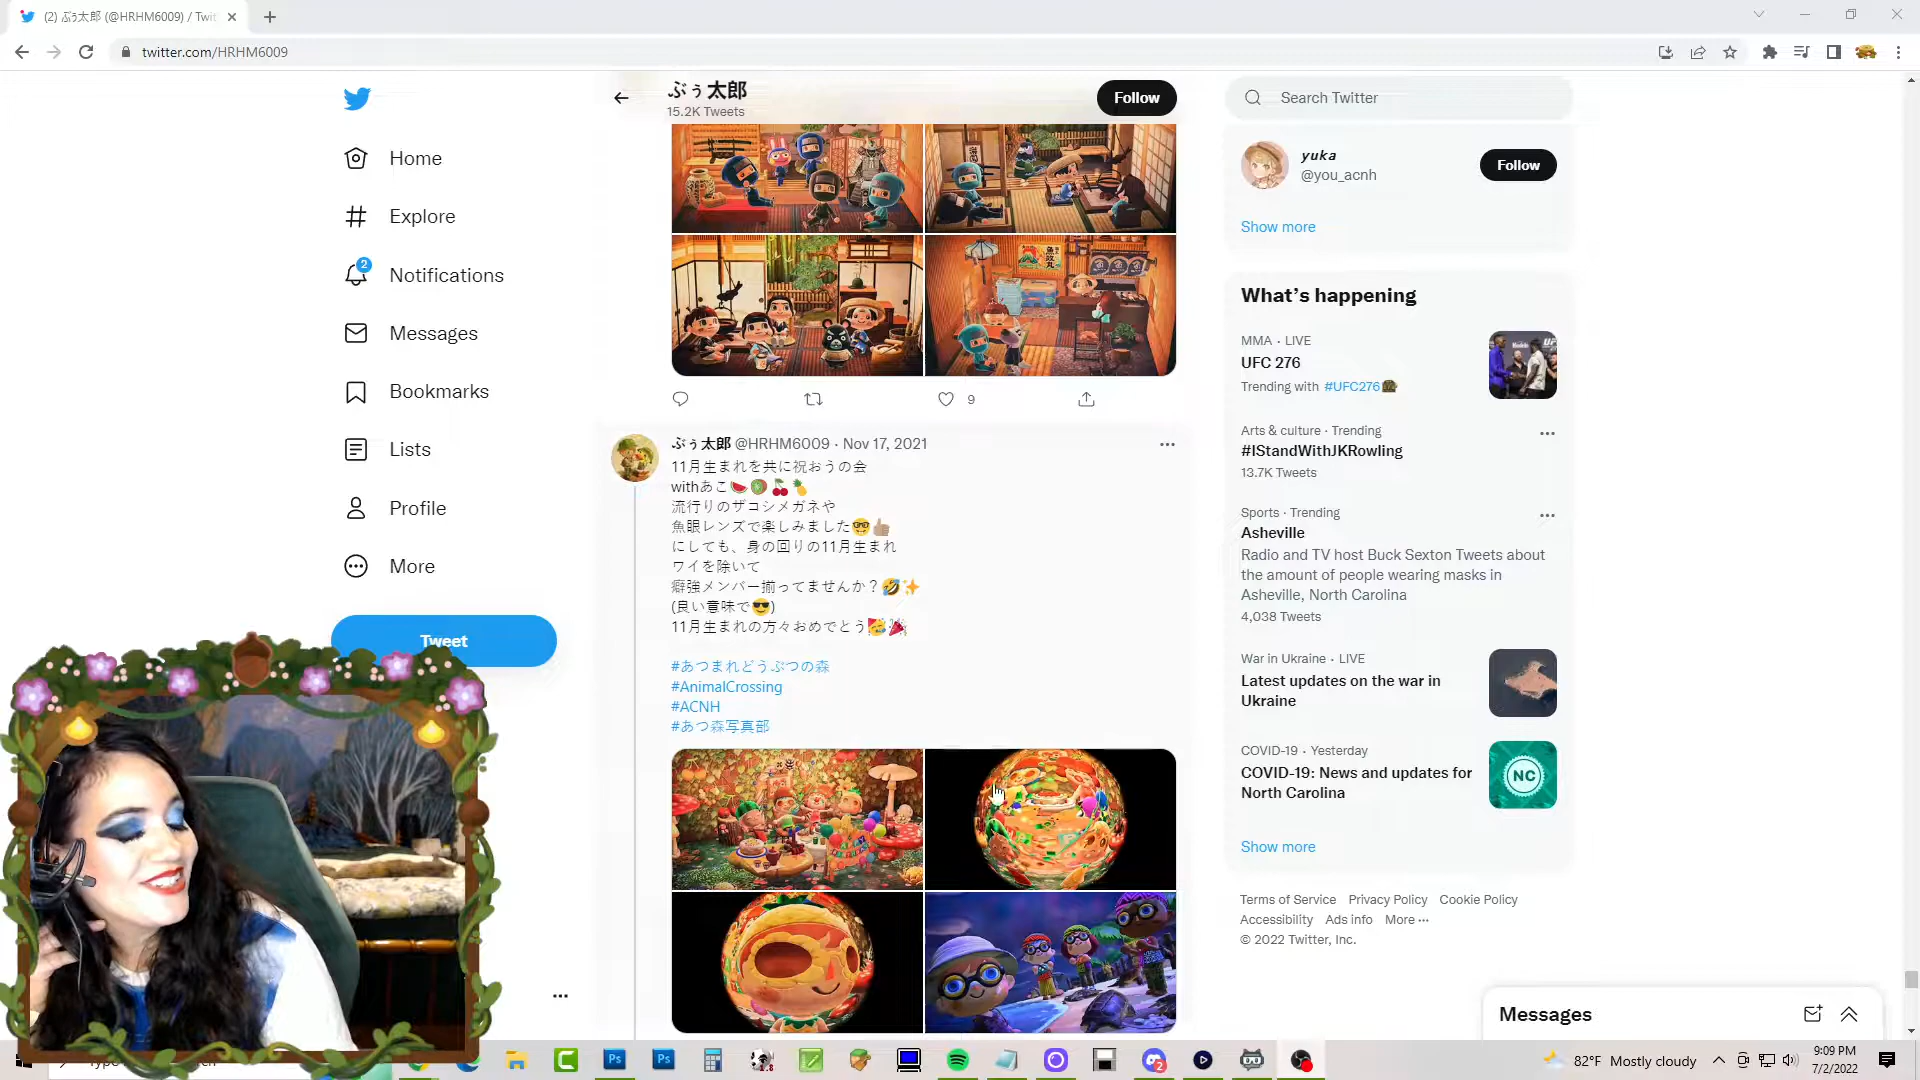 (2) ぶぅ太郎 (@HRHM6009) / Twit
twitter.com/HRHM6009
ぶぅ太郎
15.2K Tweets
Follow
Search Twitter
Home
Explore
2
Notifications
Messages
Bookmarks
Lists
Profile
More
Tweet
9
ぶぅ太郎 @HRHM6009 · Nov 17, 2021
11月生まれを共に祝おうの会
withあこ🍉🥝🍒🍍
流行りのザコシメガネや
魚眼レンズで楽しみました🤓👍🏽
にしても、身の回りの11月生まれ
ワイを除いて
癖強メンバー揃ってませんか？🤣✨
(良い意味で😎)
11月生まれの方々おめでとう🥳🎉
#あつまれどうぶつの森
#AnimalCrossing
#ACNH
#あつ森写真部
yuka
@you_acnh
Follow
Show more
What's happening
MMA · LIVE
UFC 276
Trending with #UFC276
Arts & culture · Trending
#IStandWithJKRowling
13.7K Tweets
Sports · Trending
Asheville
Radio and TV host Buck Sexton Tweets about
the amount of people wearing masks in
Asheville, North Carolina
4,038 Tweets
War in Ukraine · LIVE
Latest updates on the war in
Ukraine
COVID-19 · Yesterday
COVID-19: News and updates for
North Carolina
NC
Show more
Terms of Service Privacy Policy Cookie Policy
Accessibility Ads info More ···
© 2022 Twitter, Inc.
Messages
Ps
Ps
2
82°F Mostly cloudy
9:09 PM
7/2/2022